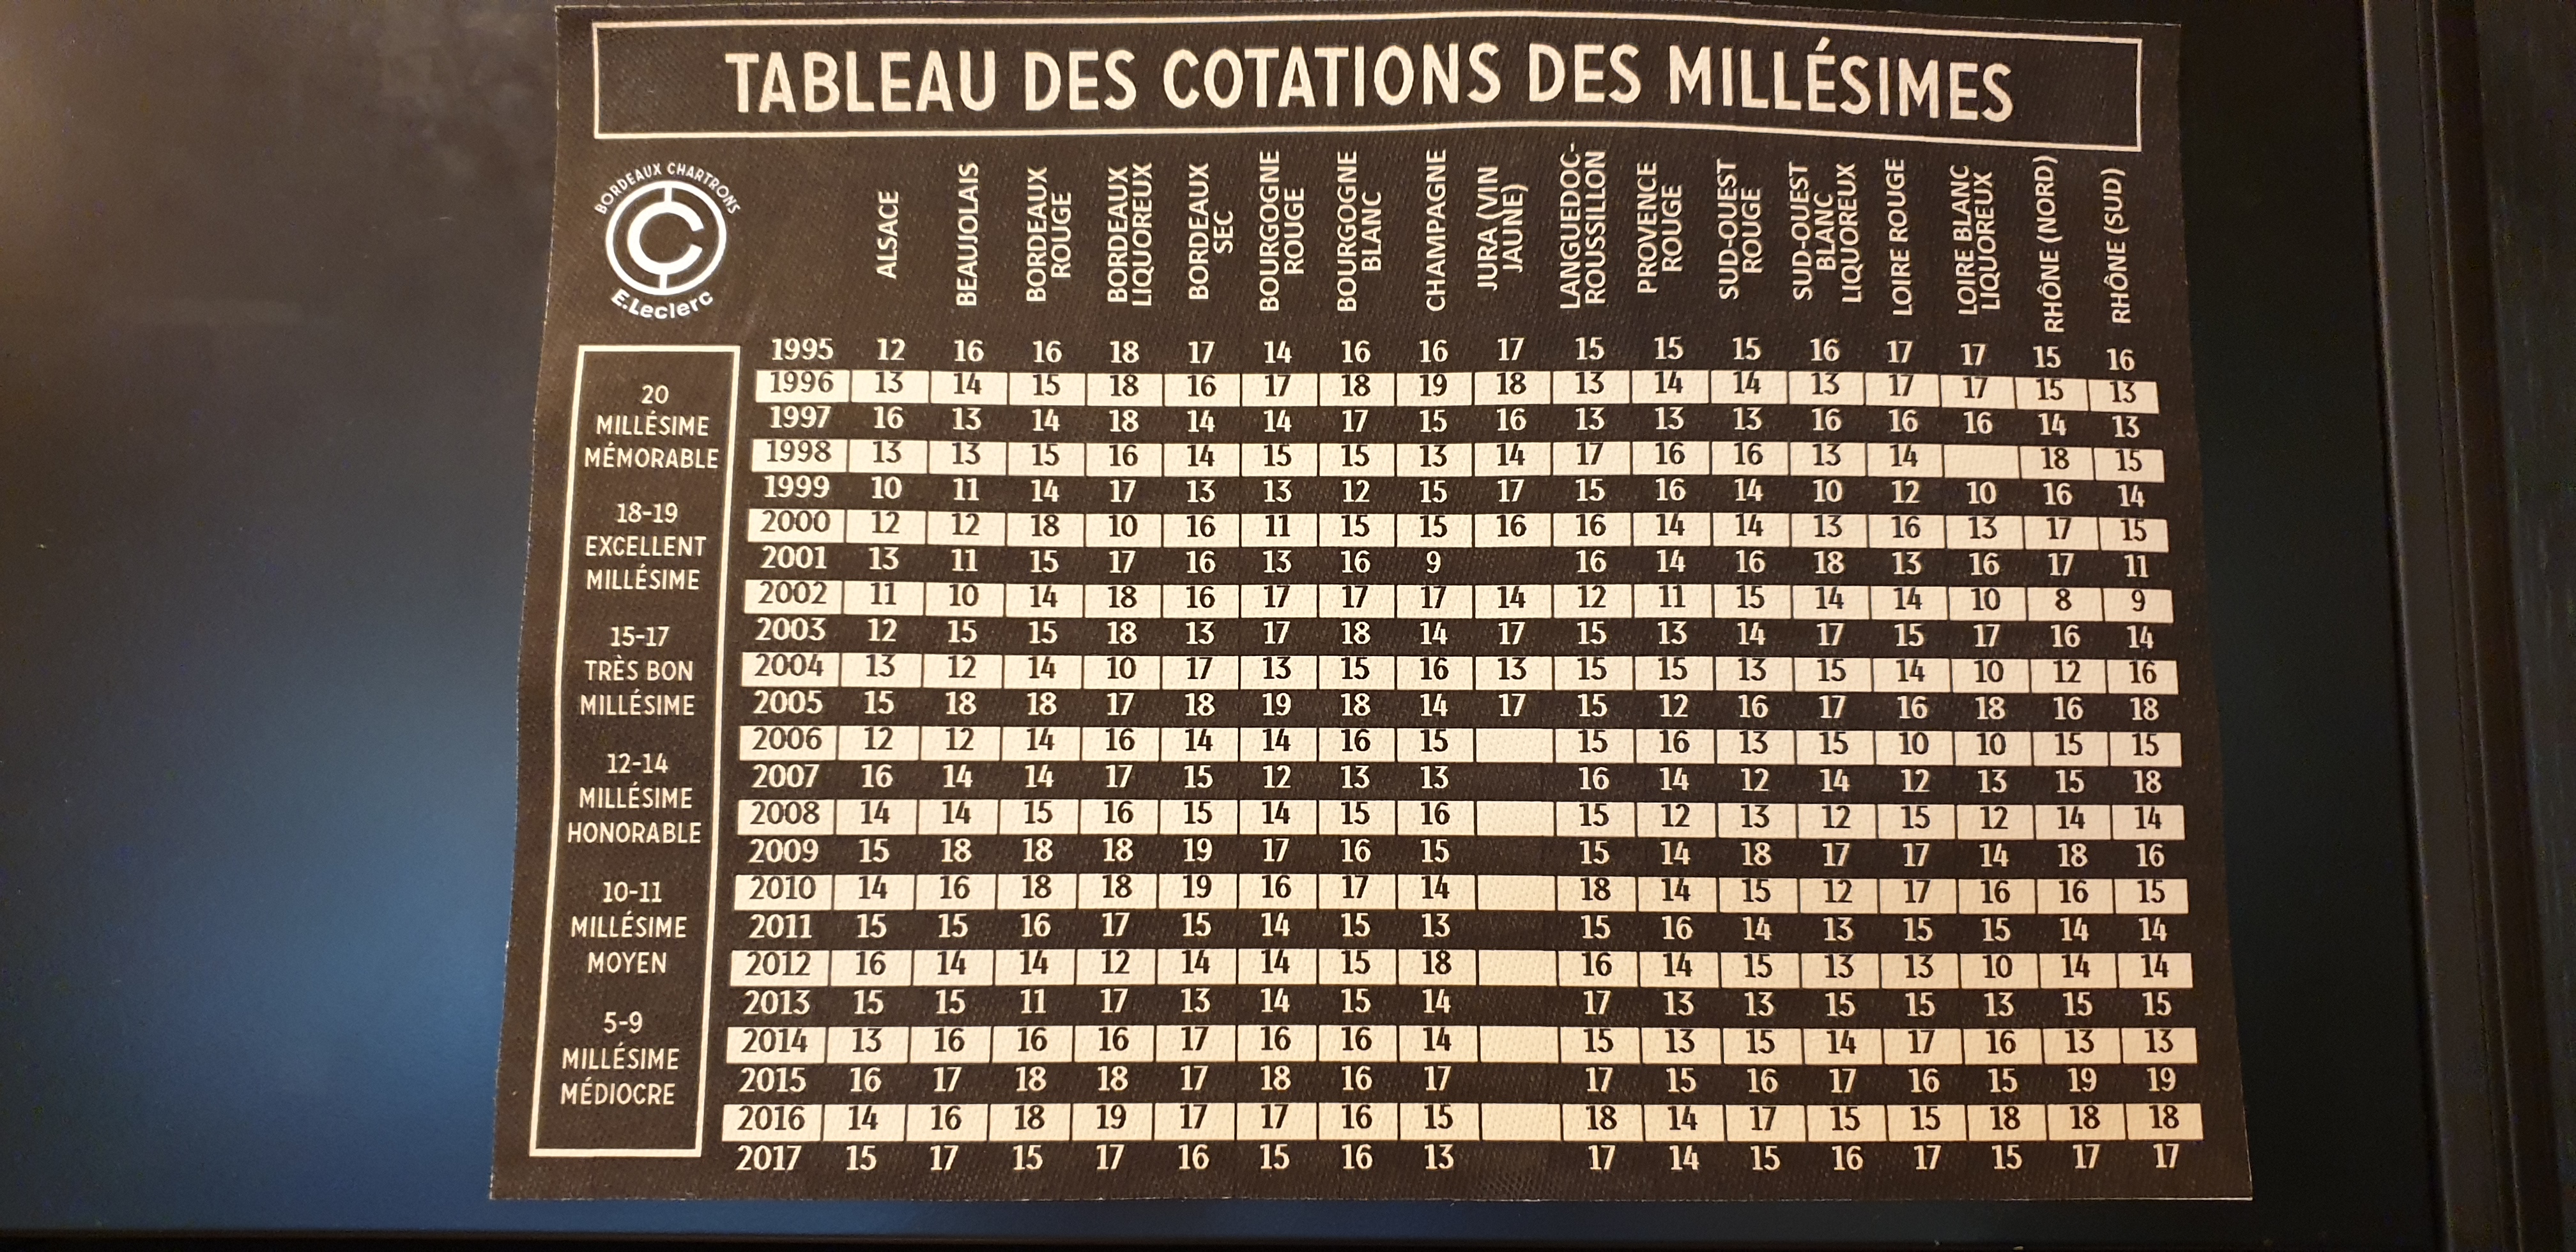 TABLEAU DES COTATIONS DES MILLÉSIMES
BORDEAUX CHARTRONS
E.Leclerc
ALSACE
BEAUJOLAIS
BORDEAUX
ROUGE
BORDEAUX
LIQUOREUX
BORDEAUX
SEC
BOURGOGNE
ROUGE
BOURGOGNE
BLANC
CHAMPAGNE
JURA (VIN
JAUNE)
LANGUEDOC-
ROUSSILLON
PROVENCE
ROUGE
SUD-OUEST
ROUGE
SUD-OUEST
BLANC
LIQUOREUX
LOIRE ROUGE
LOIRE BLANC
LIQUOREUX
RHÔNE (NORD)
RHÔNE (SUD)
20
MILLÉSIME
MÉMORABLE
18-19
EXCELLENT
MILLÉSIME
15-17
TRÈS BON
MILLÉSIME
12-14
MILLÉSIME
HONORABLE
10-11
MILLÉSIME
MOYEN
5-9
MILLÉSIME
MÉDIOCRE
1995 12 16 16 18 17 14 16 16 17 15 15 15 16 17 17 15 16
1996 13 14 15 18 16 17 18 19 18 13 14 14 13 17 17 15 13
1997 16 13 14 18 14 14 17 15 16 13 13 13 16 16 16 14 13
1998 13 13 15 16 14 15 15 13 14 17 16 16 13 14 18 15
1999 10 11 14 17 13 13 12 15 17 15 16 14 10 12 10 16 14
2000 12 12 18 10 16 11 15 15 16 16 14 14 13 16 13 17 15
2001 13 11 15 17 16 13 16 9 16 14 16 18 13 16 17 11
2002 11 10 14 18 16 17 17 17 14 12 11 15 14 14 10 8 9
2003 12 15 15 18 13 17 18 14 17 15 13 14 17 15 17 16 14
2004 13 12 14 10 17 13 15 16 13 15 15 13 15 14 10 12 16
2005 15 18 18 17 18 19 18 14 17 15 12 16 17 16 18 16 18
2006 12 12 14 16 14 14 16 15 15 16 13 15 10 10 15 15
2007 16 14 14 17 15 12 13 13 16 14 12 14 12 13 15 18
2008 14 14 15 16 15 14 15 16 15 12 13 12 15 12 14 14
2009 15 18 18 18 19 17 16 15 15 14 18 17 17 14 18 16
2010 14 16 18 18 19 16 17 14 18 14 15 12 17 16 16 15
2011 15 15 16 17 15 14 15 13 15 16 14 13 15 15 14 14
2012 16 14 14 12 14 14 15 18 16 14 15 13 13 10 14 14
2013 15 15 11 17 13 14 15 14 17 13 13 15 15 13 15 15
2014 13 16 16 16 17 16 16 14 15 13 15 14 17 16 13 13
2015 16 17 18 18 17 18 16 17 17 15 16 17 16 15 19 19
2016 14 16 18 19 17 17 16 15 18 14 17 15 15 18 18 18
2017 15 17 15 17 16 15 16 13 17 14 15 16 17 15 17 17